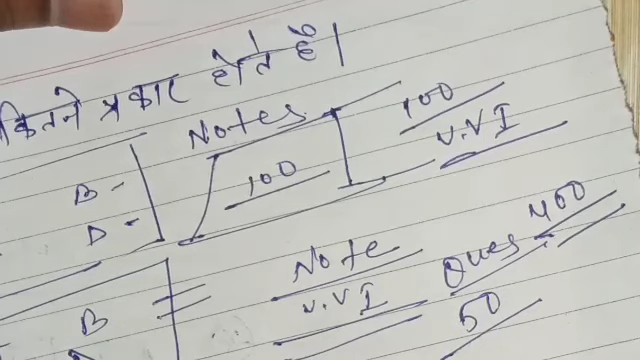 कितने प्रकार होते हैं।
Notes 100
B - 100 V.V I
D -
Note Ques - 400
B V.V I 50